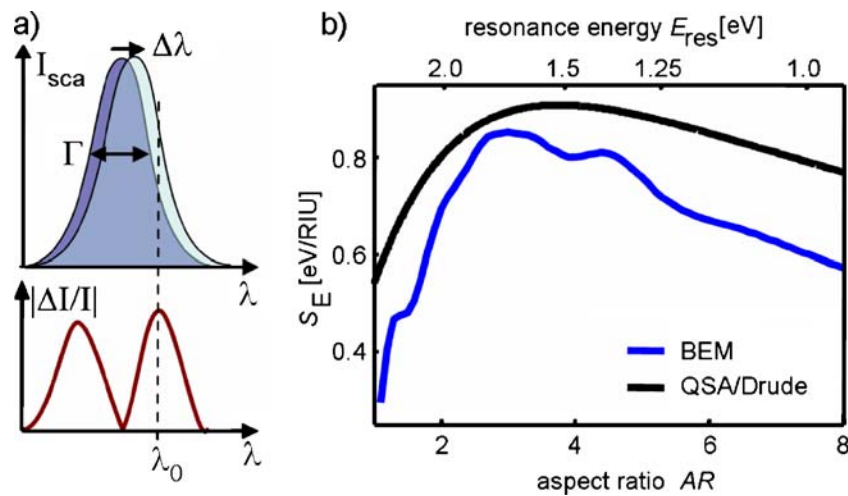 a)
I_sca
Δλ
Γ
λ
|ΔI/I|
λ_0
λ
b)
resonance energy E_res [eV]
2.0 1.5 1.25 1.0
S_E [eV/RIU]
0.8
0.6
0.4
BEM
QSA/Drude
2 4 6 8
aspect ratio AR